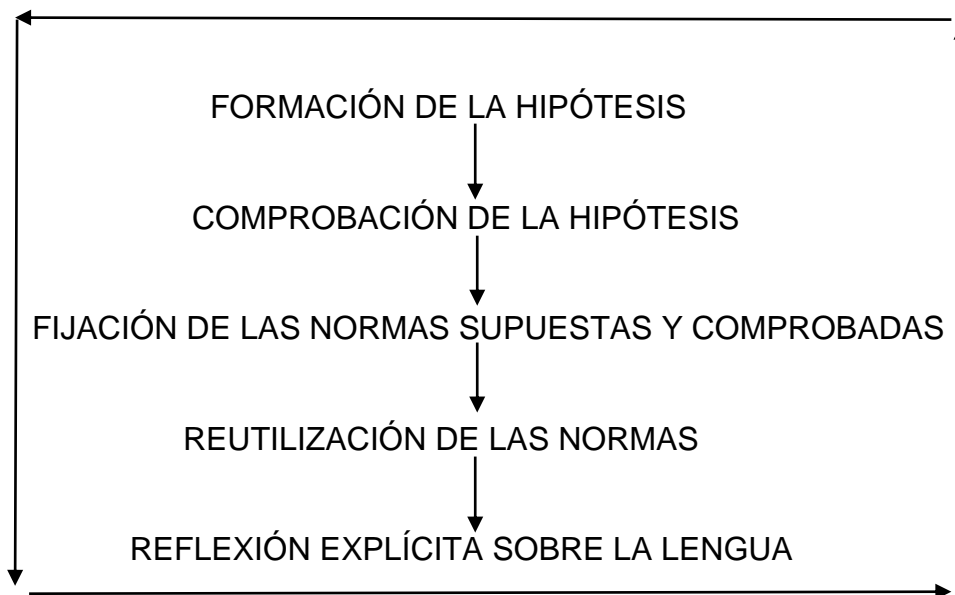 FORMACIÓN DE LA HIPÓTESIS
COMPROBACIÓN DE LA HIPÓTESIS
FIJACIÓN DE LAS NORMAS SUPUESTAS Y COMPROBADAS
REUTILIZACIÓN DE LAS NORMAS
REFLEXIÓN EXPLÍCITA SOBRE LA LENGUA